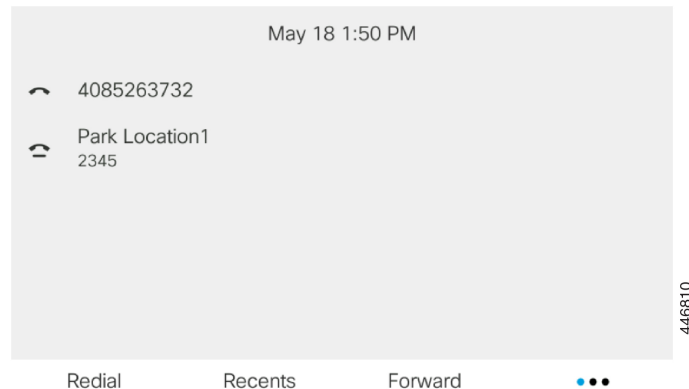 May 18 1:50 PM
4085263732
Park Location1
2345
Redial Recents Forward
446810